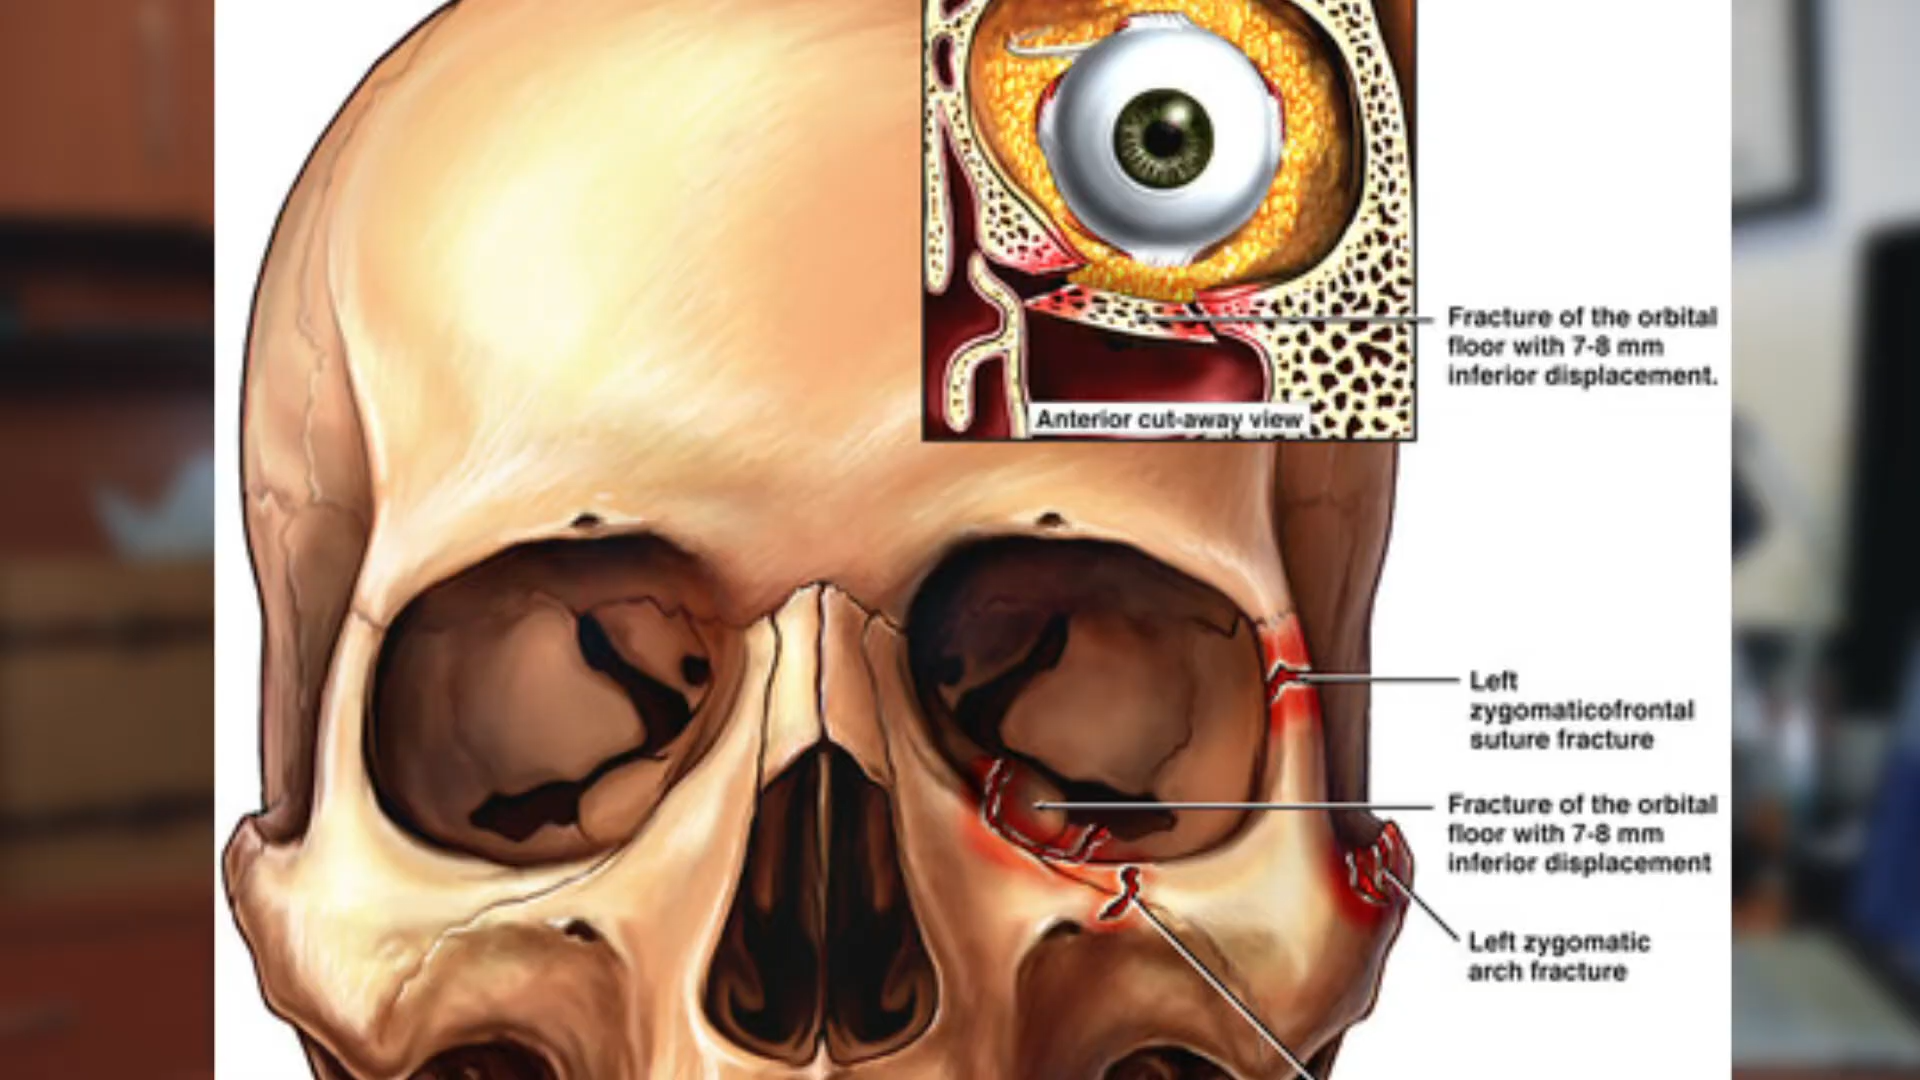 Fracture of the orbital
floor with 7-8 mm
inferior displacement.
Anterior cut-away view
Left
zygomaticofrontal
suture fracture
Fracture of the orbital
floor with 7-8 mm
inferior displacement
Left zygomatic
arch fracture